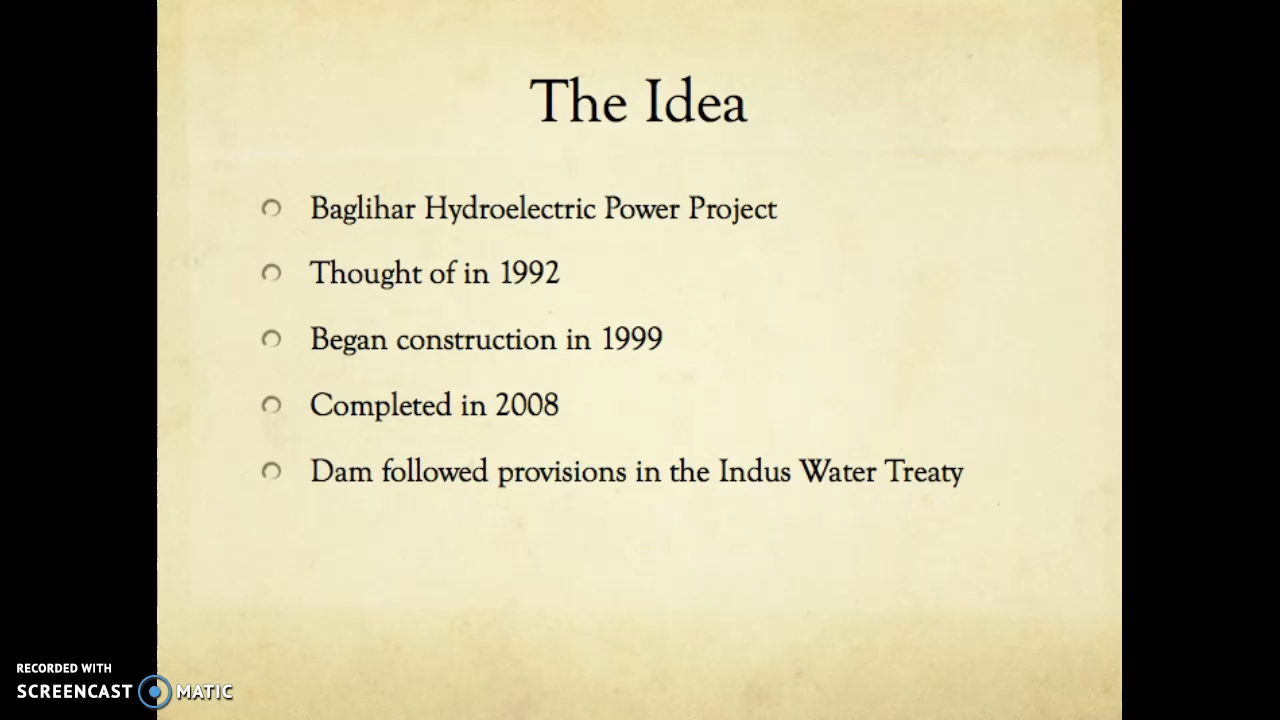 The Idea
Baglihar Hydroelectric Power Project
Thought of in 1992
Began construction in 1999
Completed in 2008
Dam followed provisions in the Indus Water Treaty
RECORDED WITH
SCREENCAST MATIC